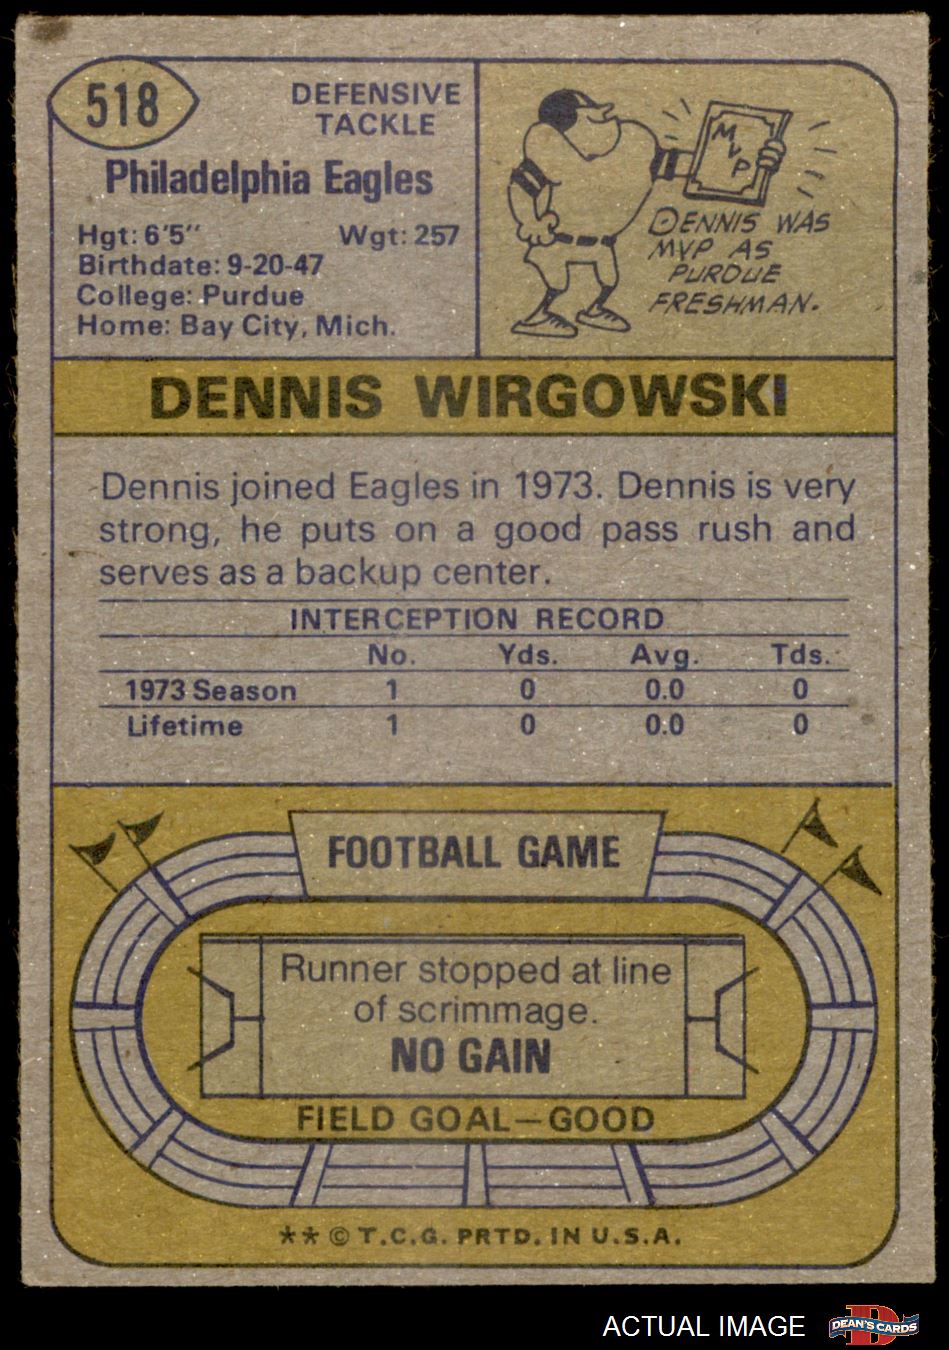 518
DEFENSIVE
TACKLE
Philadelphia Eagles
Hgt: 6'5" Wgt: 257
Birthdate: 9-20-47
College: Purdue
Home: Bay City, Mich.
MVP
DENNIS WAS
MVP AS
PURDUE
FRESHMAN.
DENNIS WIRGOWSKI
Dennis joined Eagles in 1973. Dennis is very
strong, he puts on a good pass rush and
serves as a backup center.
INTERCEPTION RECORD
No. Yds. Avg. Tds.
1973 Season 1 0 0.0 0
Lifetime 1 0 0.0 0
FOOTBALL GAME
Runner stopped at line
of scrimmage.
NO GAIN
FIELD GOAL—GOOD
** © T.C.G. PRTD. IN U.S.A.
ACTUAL IMAGE
DEAN'S CARDS